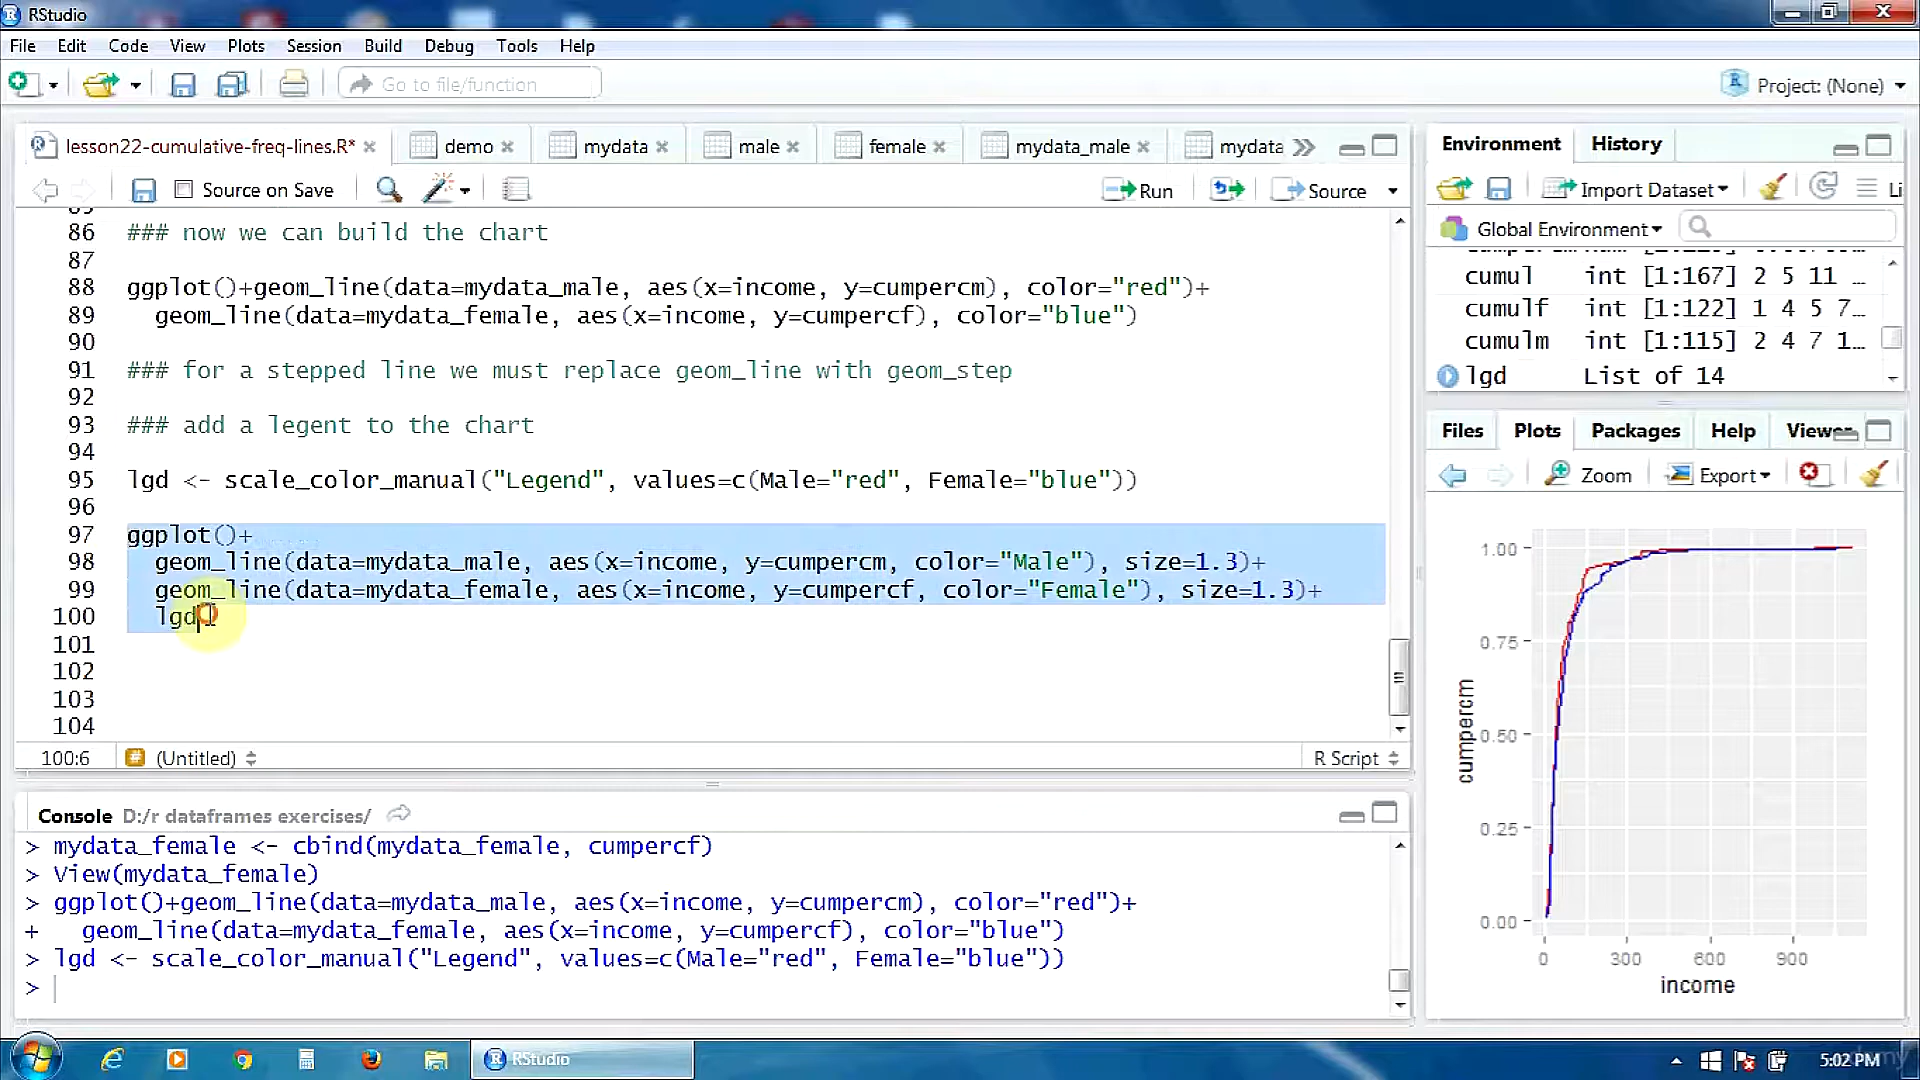 RStudio
File Edit Code View Plots Session Build Debug Tools Help
Go to file/function
Project: (None)
lesson22-cumulative-freq-lines.R* demo mydata male female mydata_male mydata
Source on Save Run Source
86 ### now we can build the chart
87
88 ggplot()+geom_line(data=mydata_male, aes(x=income, y=cumpercm), color="red")+
89 geom_line(data=mydata_female, aes(x=income, y=cumpercf), color="blue")
90
91 ### for a stepped line we must replace geom_line with geom_step
92
93 ### add a legent to the chart
94
95 lgd <- scale_color_manual("Legend", values=c(Male="red", Female="blue"))
96
97 ggplot()+
98 geom_line(data=mydata_male, aes(x=income, y=cumpercm, color="Male"), size=1.3)+
99 geom_line(data=mydata_female, aes(x=income, y=cumpercf, color="Female"), size=1.3)+
100 lgd
101
102
103
104
100:6 (Untitled) R Script
Console D:/r dataframes exercises/
> mydata_female <- cbind(mydata_female, cumpercf)
> View(mydata_female)
> ggplot()+geom_line(data=mydata_male, aes(x=income, y=cumpercm), color="red")+
+ geom_line(data=mydata_female, aes(x=income, y=cumpercf), color="blue")
> lgd <- scale_color_manual("Legend", values=c(Male="red", Female="blue"))
>
Environment History
Import Dataset Li
Global Environment
cumul int [1:167] 2 5 11 …
cumulf int [1:122] 1 4 5 7…
cumulm int [1:115] 2 4 7 1…
lgd List of 14
Files Plots Packages Help Viewer
Zoom Export
1.00
0.75
0.50
0.25
0.00
cumpercm
0 300 600 900
income
RStudio
5:02 PM